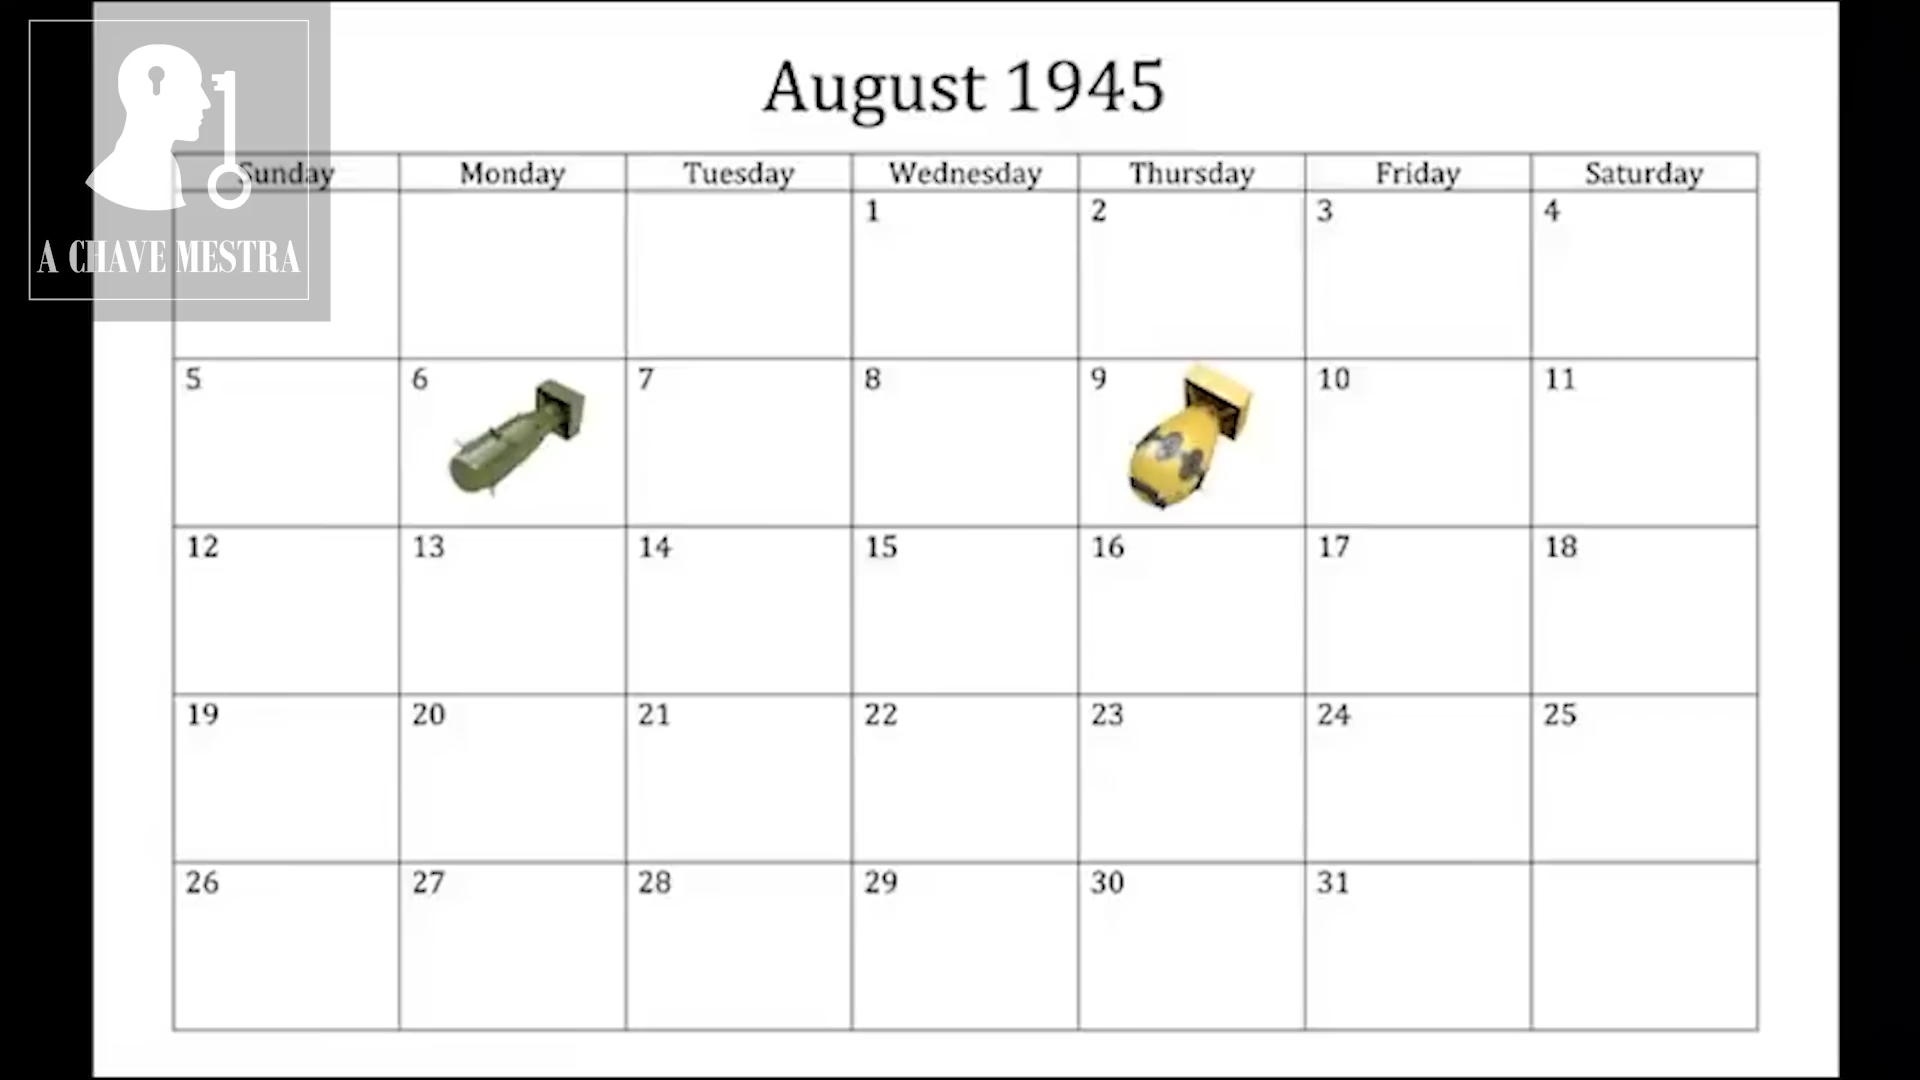 A CHAVE MESTRA
August 1945
Sunday Monday Tuesday Wednesday Thursday Friday Saturday
1 2 3 4
5 6 7 8 9 10 11
12 13 14 15 16 17 18
19 20 21 22 23 24 25
26 27 28 29 30 31